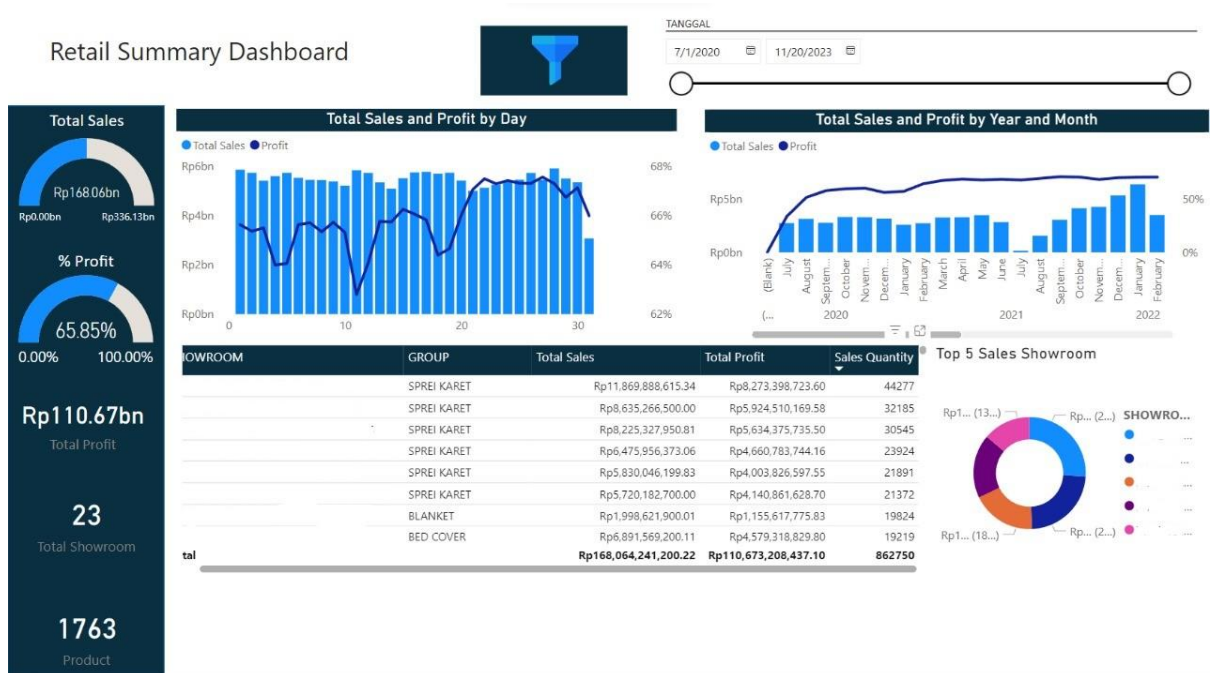 Retail Summary Dashboard
TANGGAL
7/1/2020 11/20/2023
Total Sales
Rp168.06bn
Rp0.00bn Rp336.13bn
% Profit
65.85%
0.00% 100.00%
Rp110.67bn
Total Profit
23
Total Showroom
1763
Product
Total Sales and Profit by Day
Total Sales Profit
Rp6bn 68%
Rp4bn 66%
Rp2bn 64%
Rp0bn 62%
0 10 20 30
Total Sales and Profit by Year and Month
Total Sales Profit
Rp5bn 50%
Rp0bn 0%
(Blank) July August Septem... October Novem... Decem... January February March April May June July August Septem... October Novem... Decem... January February
(... 2020 2021 2022
IOWROOM GROUP Total Sales Total Profit Sales Quantity
SPREI KARET Rp11,869,888,615.34 Rp8,273,398,723.60 44277
SPREI KARET Rp8,635,266,500.00 Rp5,924,510,169.58 32185
SPREI KARET Rp8,225,327,950.81 Rp5,634,375,735.50 30545
SPREI KARET Rp6,475,956,373.06 Rp4,660,783,744.16 23924
SPREI KARET Rp5,830,046,199.83 Rp4,003,826,597.55 21891
SPREI KARET Rp5,720,182,700.00 Rp4,140,861,628.70 21372
BLANKET Rp1,998,621,900.01 Rp1,155,617,775.83 19824
BED COVER Rp6,891,569,200.11 Rp4,579,318,829.80 19219
tal Rp168,064,241,200.22 Rp110,673,208,437.10 862750
Top 5 Sales Showroom
Rp1... (13...) Rp... (2...) SHOWRO...
...
...
...
...
...
Rp1... (18...) Rp... (2...)